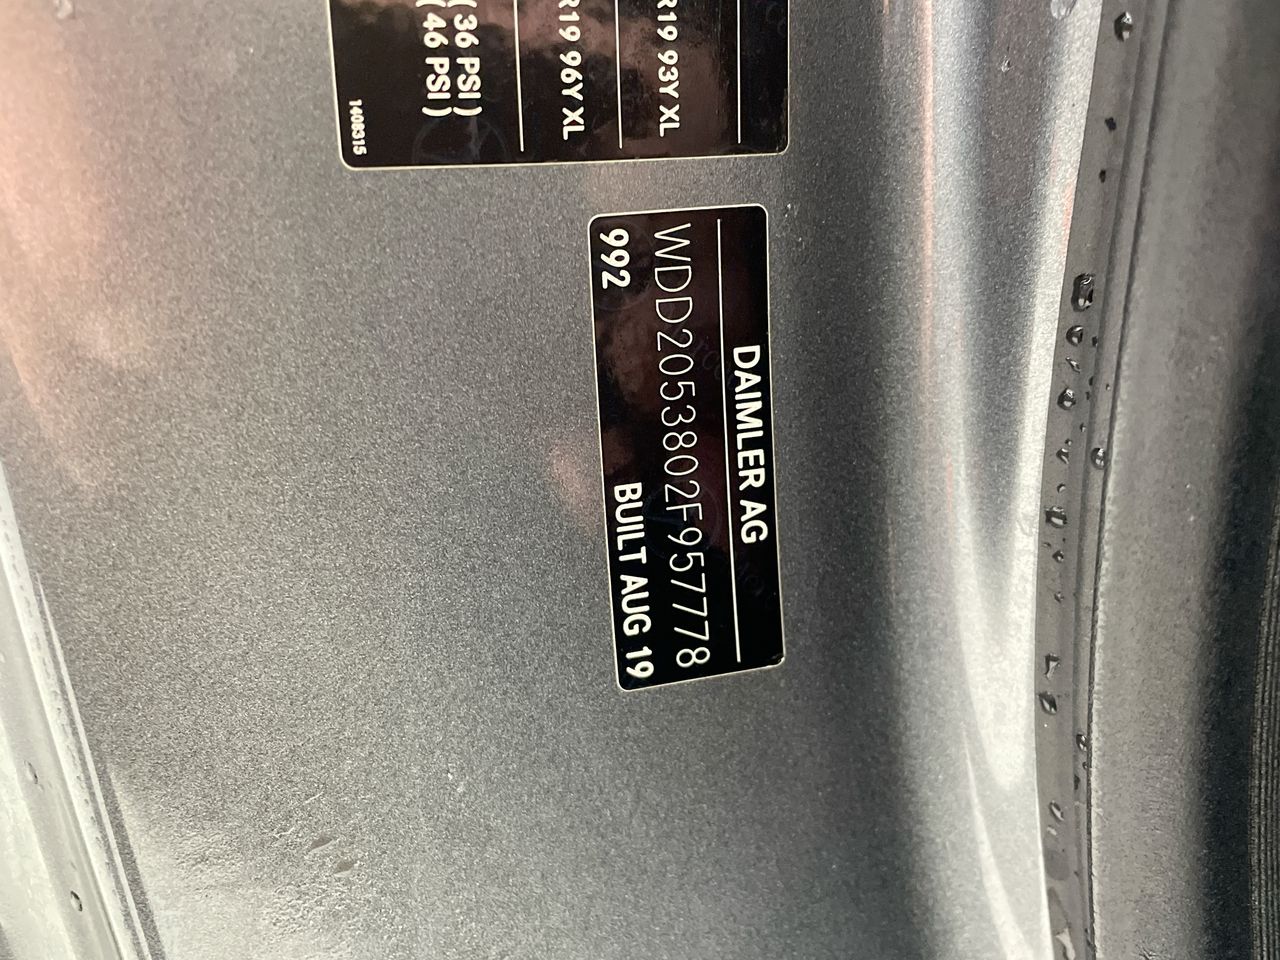 R19 93Y XL
R19 96Y XL
( 36 PSI )
( 46 PSI )
1408315
DAIMLER AG
WDD2053802F957778
992 BUILT AUG 19